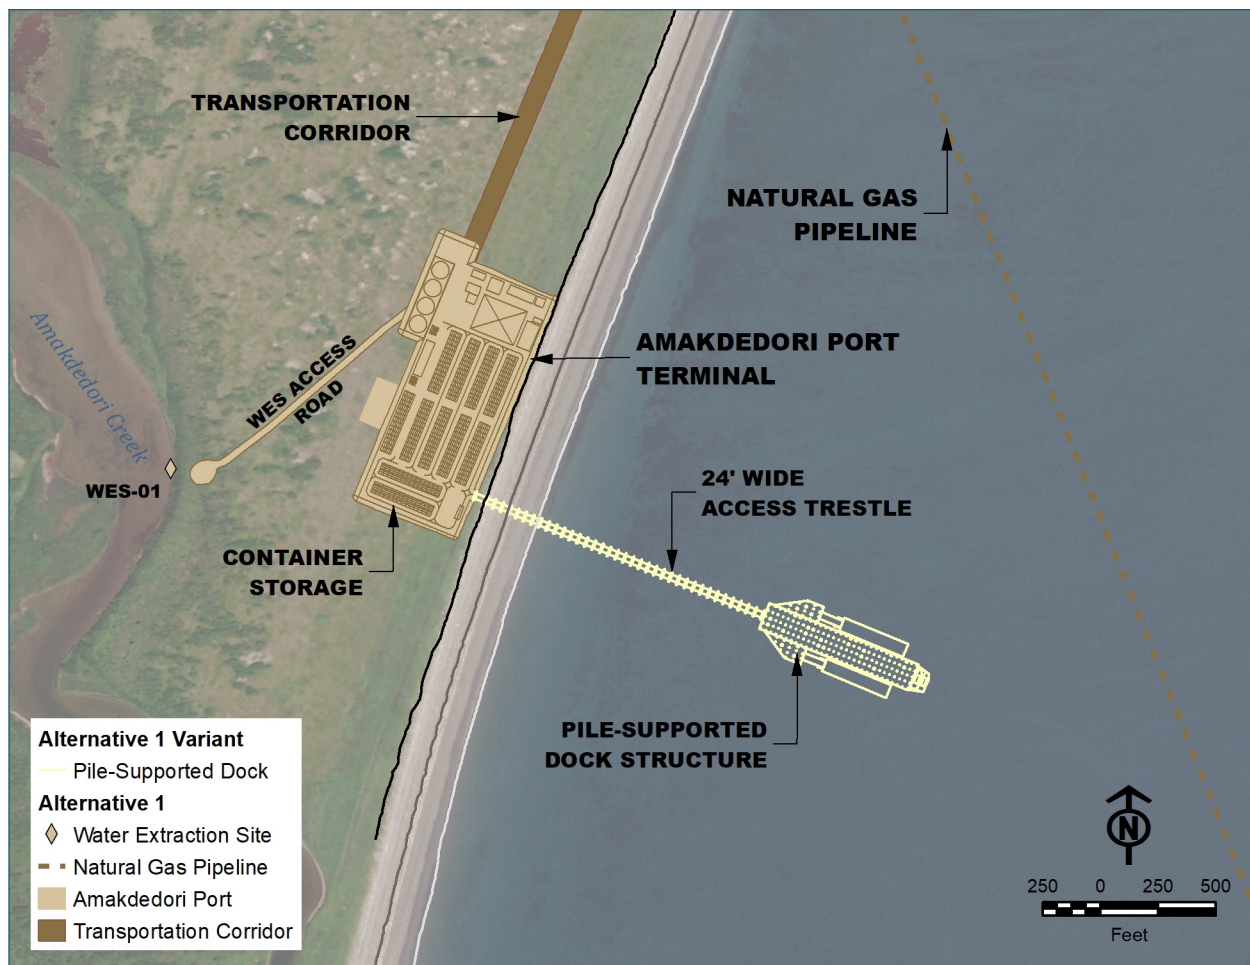 TRANSPORTATION
CORRIDOR
NATURAL GAS
PIPELINE
Amakdedori Creek
WES ACCESS
ROAD
AMAKDEDORI PORT
TERMINAL
WES-01
24' WIDE
ACCESS TRESTLE
CONTAINER
STORAGE
PILE-SUPPORTED
DOCK STRUCTURE
Alternative 1 Variant
Pile-Supported Dock
Alternative 1
Water Extraction Site
Natural Gas Pipeline
Amakdedori Port
Transportation Corridor
N
250 0 250 500
Feet